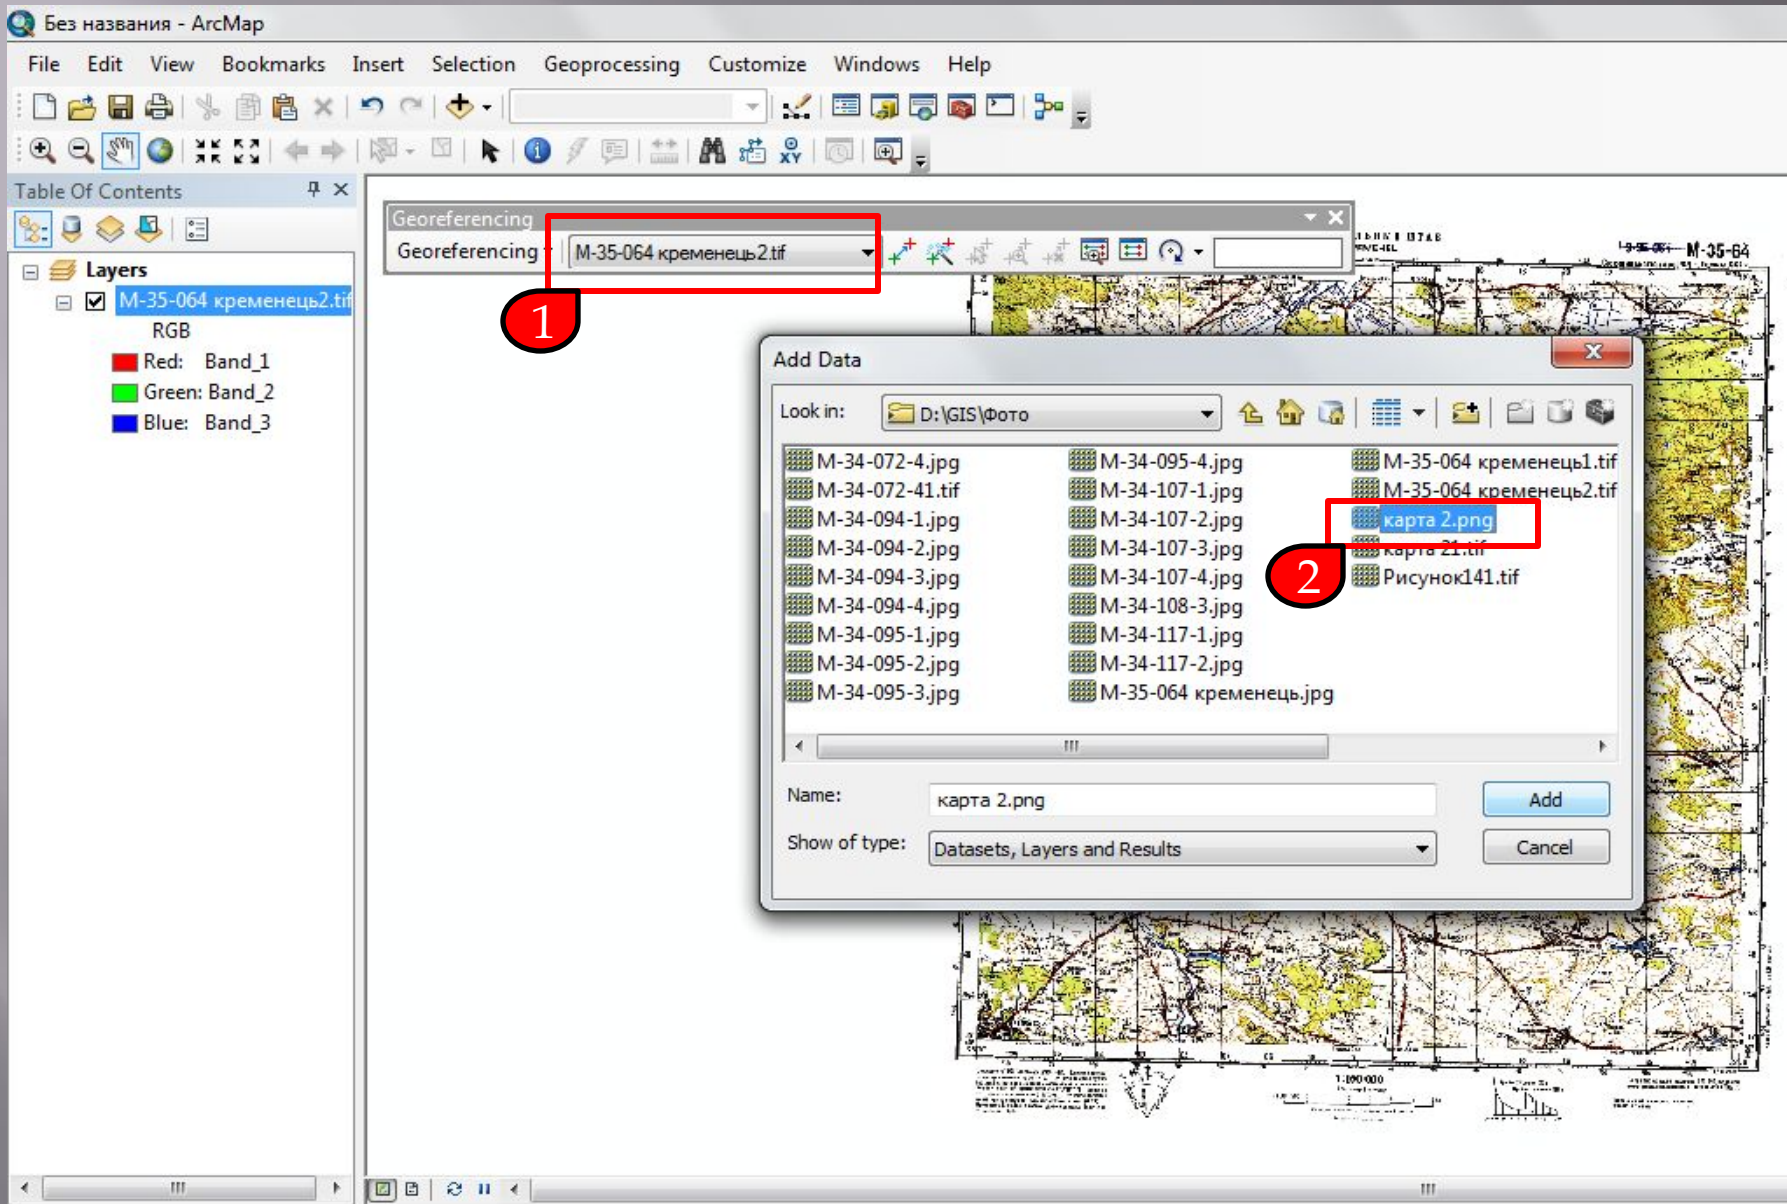 Без названия - ArcMap
File Edit View Bookmarks Insert Selection Geoprocessing Customize Windows Help
Table Of Contents
Layers
М-35-064 кременець2.tif
RGB
Red: Band_1
Green: Band_2
Blue: Band_3
Georeferencing
Georeferencing
М-35-064 кременець2.tif
1
М-35-64
Add Data
Look in:
D:\GIS\Фото
M-34-072-4.jpg
M-34-072-41.tif
M-34-094-1.jpg
M-34-094-2.jpg
M-34-094-3.jpg
M-34-094-4.jpg
M-34-095-1.jpg
M-34-095-2.jpg
M-34-095-3.jpg
M-34-095-4.jpg
M-34-107-1.jpg
M-34-107-2.jpg
M-34-107-3.jpg
M-34-107-4.jpg
M-34-108-3.jpg
M-34-117-1.jpg
M-34-117-2.jpg
М-35-064 кременець.jpg
М-35-064 кременець1.tif
М-35-064 кременець2.tif
карта 2.png
карта 21.tif
Рисунок141.tif
2
Name:
карта 2.png
Add
Show of type:
Datasets, Layers and Results
Cancel
1:100 000